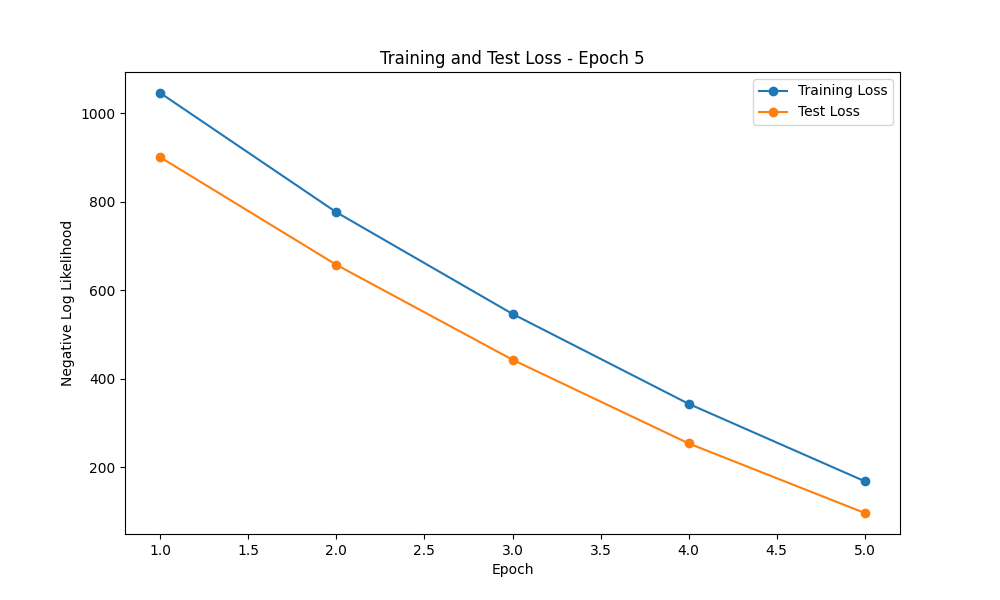 Training and Test Loss - Epoch 5
Training Loss
Test Loss
Negative Log Likelihood
1000
800
600
400
200
1.0 1.5 2.0 2.5 3.0 3.5 4.0 4.5 5.0
Epoch